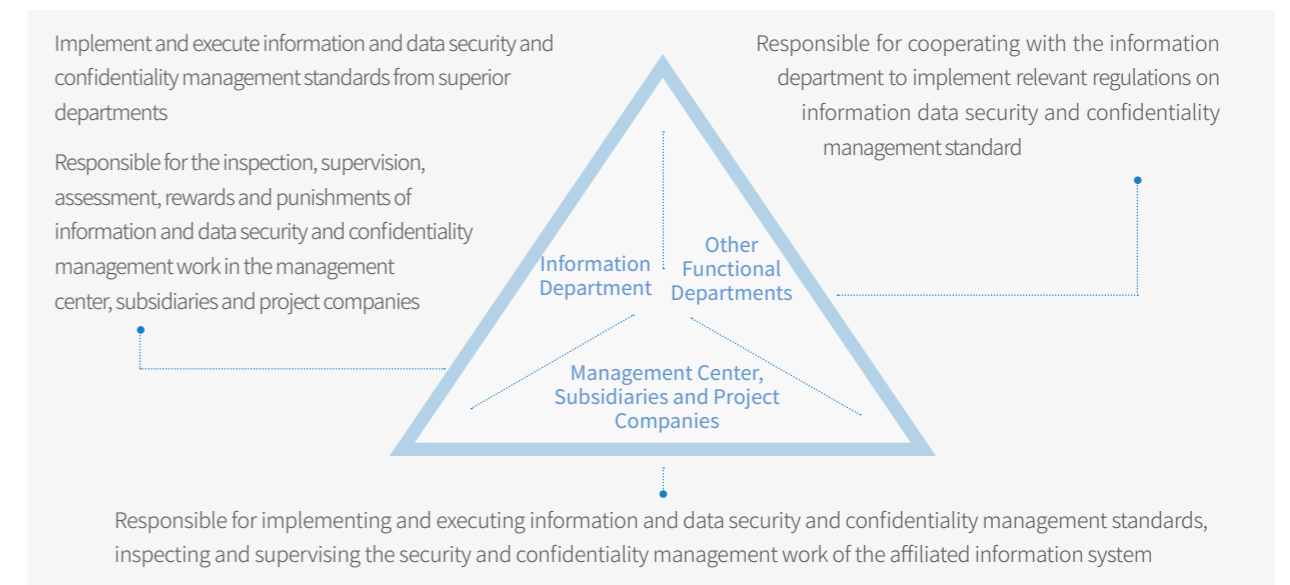 Implement and execute information and data security and
confidentiality management standards from superior
departments
Responsible for the inspection, supervision,
assessment, rewards and punishments of
information and data security and confidentiality
management work in the management
center, subsidiaries and project companies
Responsible for cooperating with the information
department to implement relevant regulations on
information data security and confidentiality
management standard
Information
Department
Other
Functional
Departments
Management Center,
Subsidiaries and Project
Companies
Responsible for implementing and executing information and data security and confidentiality management standards,
inspecting and supervising the security and confidentiality management work of the affiliated information system